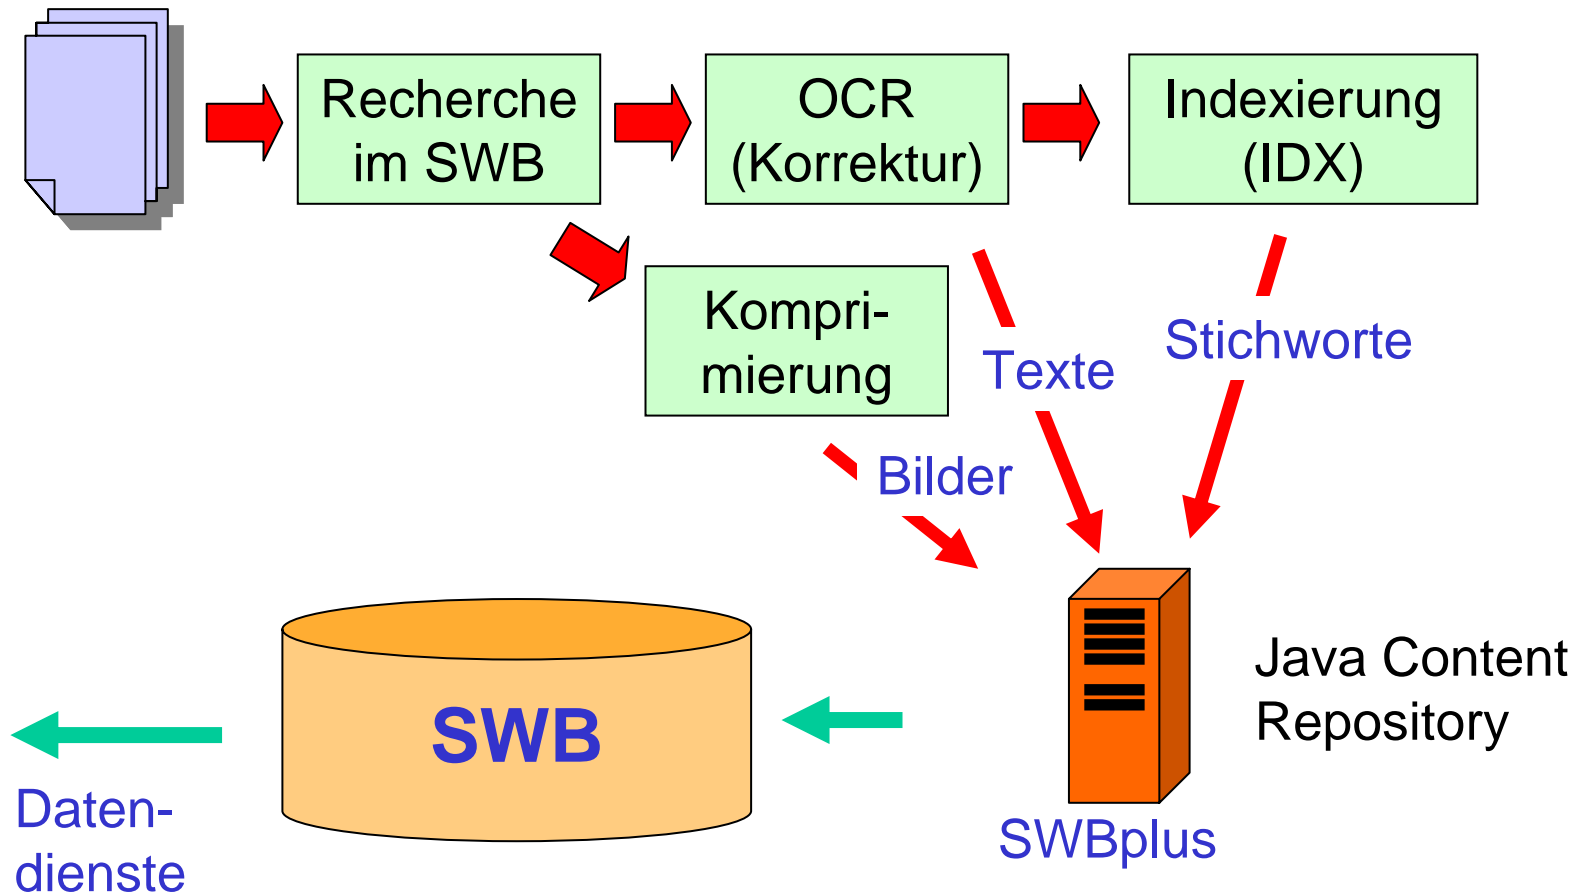 Recherche
im SWB
OCR
(Korrektur)
Indexierung
(IDX)
Kompri-
mierung
Texte
Stichworte
Bilder
SWB
Java Content
Repository
SWBplus
Daten-
dienste